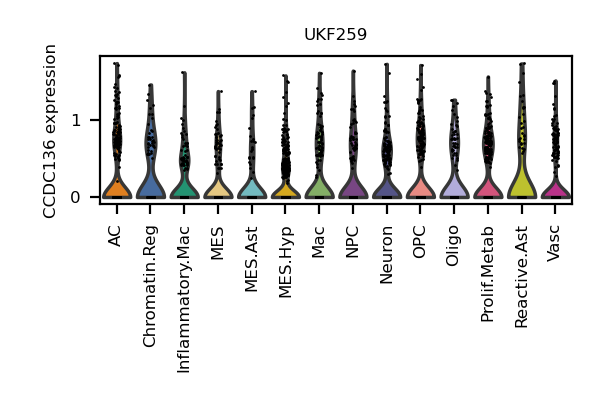 UKF259
CCDC136 expression
1
0
AC
Chromatin.Reg
Inflammatory.Mac
MES
MES.Ast
MES.Hyp
Mac
NPC
Neuron
OPC
Oligo
Prolif.Metab
Reactive.Ast
Vasc